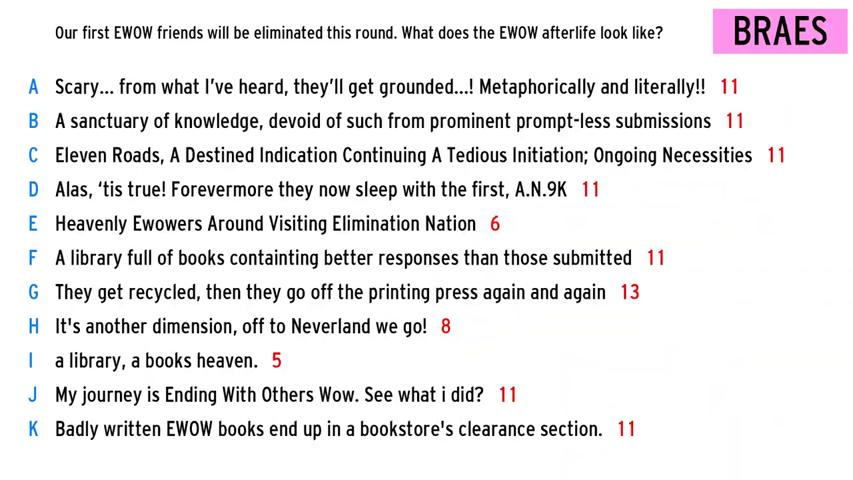 Our first EWOW friends will be eliminated this round. What does the EWOW afterlife look like?
BRAES
A Scary... from what I've heard, they'll get grounded...! Metaphorically and literally!! 11
B A sanctuary of knowledge, devoid of such from prominent prompt-less submissions 11
C Eleven Roads, A Destined Indication Continuing A Tedious Initiation; Ongoing Necessities 11
D Alas, ‘tis true! Forevermore they now sleep with the first, A.N.9K 11
E Heavenly Ewowers Around Visiting Elimination Nation 6
F A library full of books containting better responses than those submitted 11
G They get recycled, then they go off the printing press again and again 13
H It's another dimension, off to Neverland we go! 8
I a library, a books heaven. 5
J My journey is Ending With Others Wow. See what i did? 11
K Badly written EWOW books end up in a bookstore's clearance section. 11